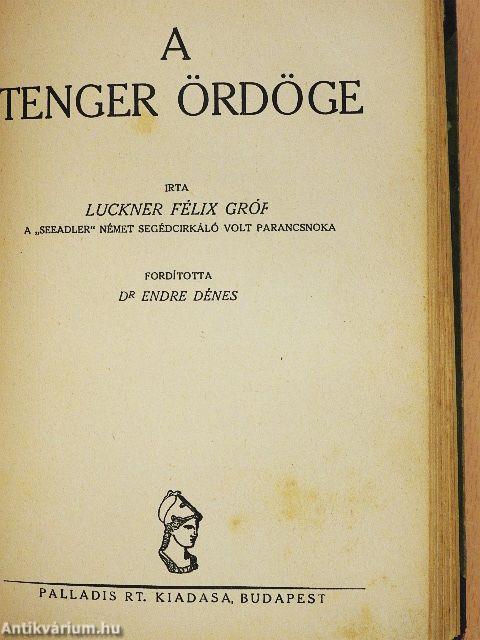 A
TENGER ÖRDÖGE
IRTA
LUCKNER FÉLIX GRÓF
A „SEEADLER“ NÉMET SEGÉDCIRKÁLÓ VOLT PARANCSNOKA
FORDÍTOTTA
DR ENDRE DÉNES
PALLADIS RT. KIADASA, BUDAPEST
Antikvárium.hu